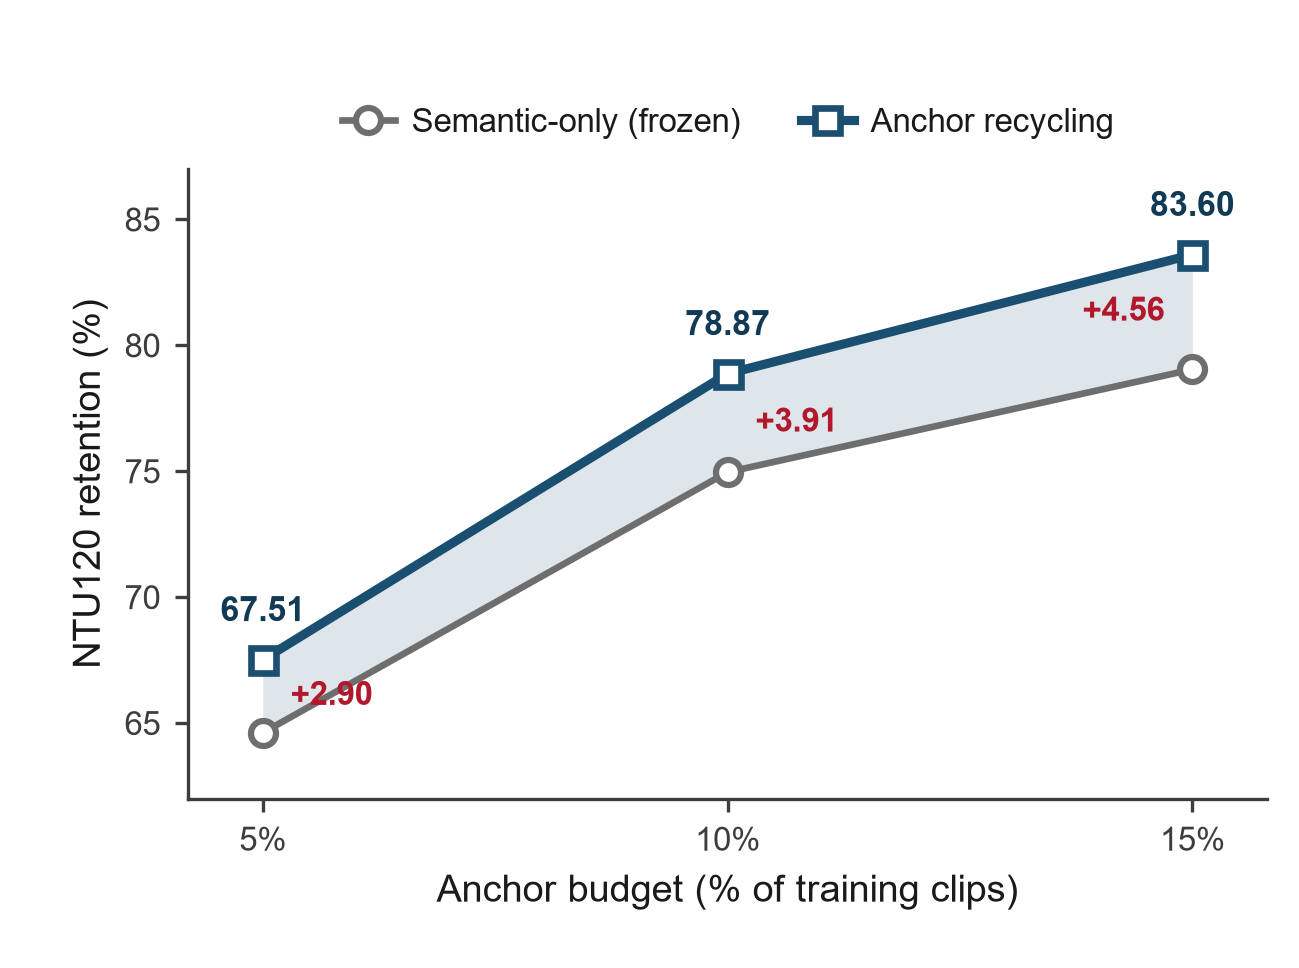 Semantic-only (frozen) Anchor recycling
NTU120 retention (%)
85
80
75
70
65
83.60
+4.56
78.87
+3.91
67.51
+2.90
5% 10% 15%
Anchor budget (% of training clips)